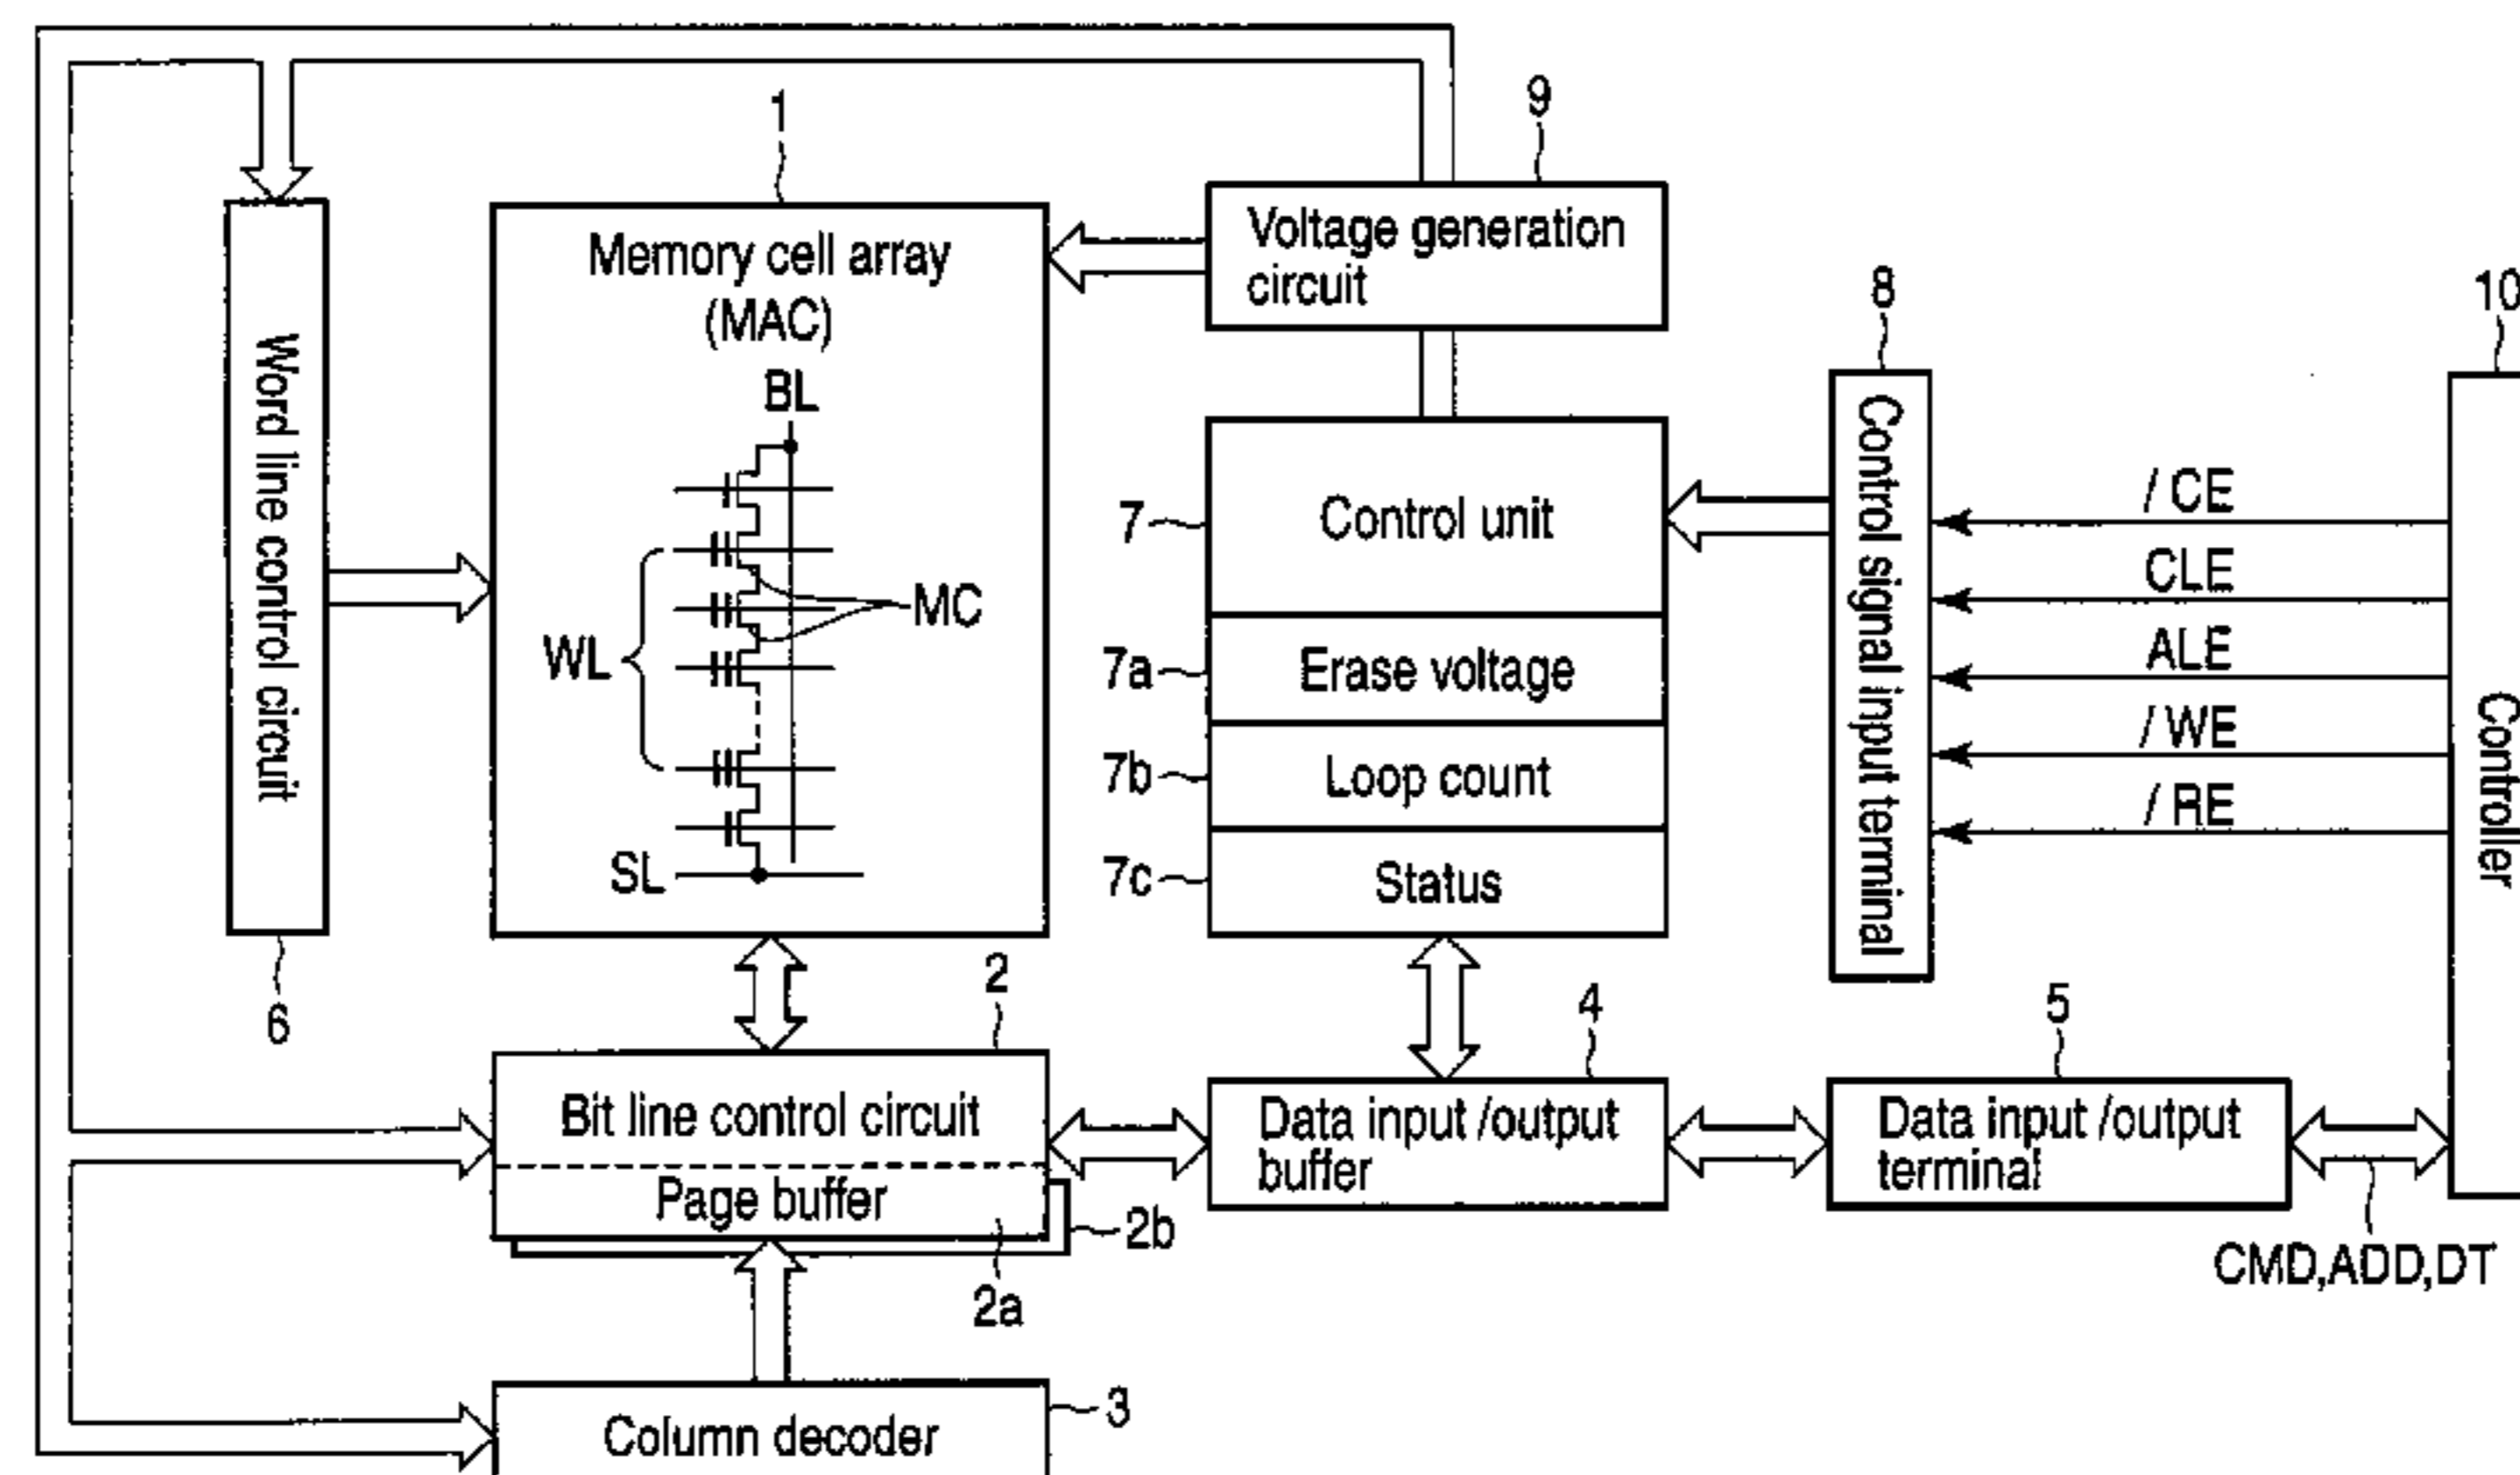 9
1
Voltage generation
circuit
Memory cell array
(MAC)
8
10
BL
Word line control circuit
Control signal input terminal
Controller
/ CE
7
Control unit
CLE
MC
ALE
WL
7a
Erase voltage
/ WE
7b
Loop count
/ RE
SL
7c
Status
6
2
4
5
Bit line control circuit
Data input /output
buffer
Data input /output
terminal
Page buffer
2b
2a
CMD,ADD,DT
3
Column decoder